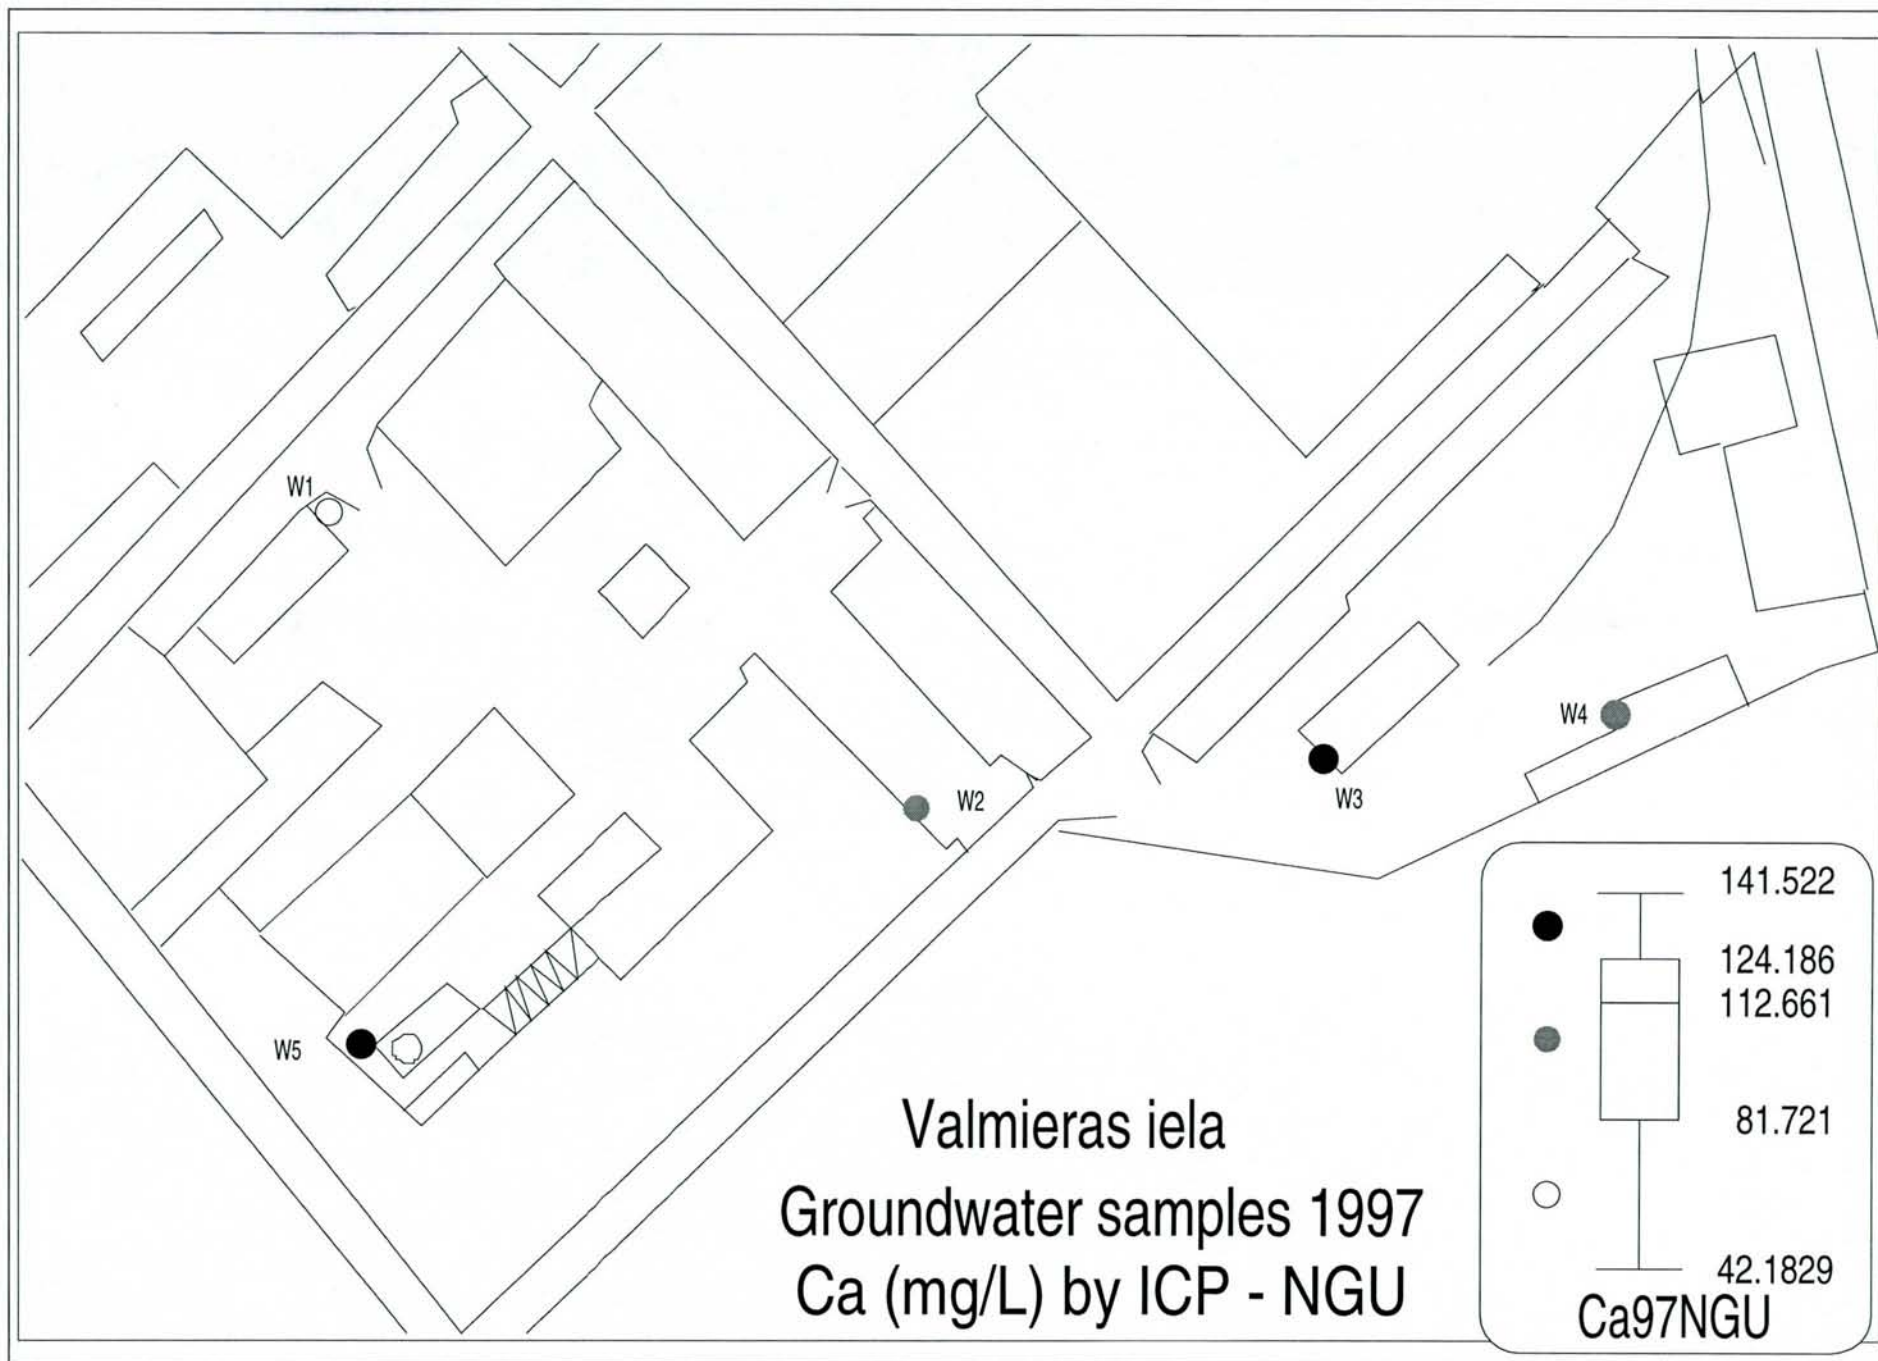 W1
W2
W3
W4
W5
Valmieras iela
Groundwater samples 1997
Ca (mg/L) by ICP - NGU
141.522
124.186
112.661
81.721
42.1829
Ca97NGU